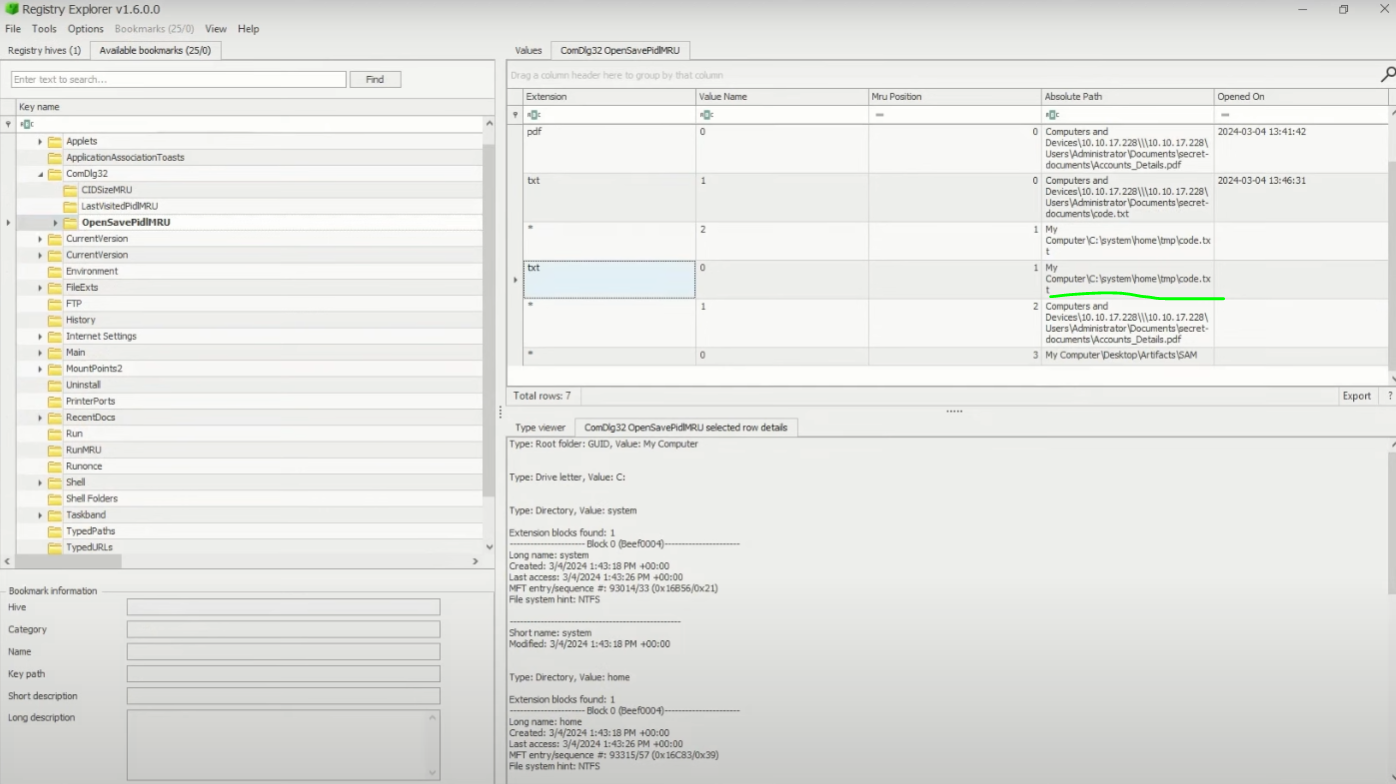 Registry Explorer v1.6.0.0
File Tools Options Bookmarks (25/0) View Help
Registry hives (1) Available bookmarks (25/0)
Enter text to search... Find
Key name
Applets
ApplicationAssociationToasts
ComDlg32
CIDSizeMRU
LastVisitedPidlMRU
OpenSavePidlMRU
CurrentVersion
CurrentVersion
Environment
FileExts
FTP
History
Internet Settings
Main
MountPoints2
Uninstall
PrinterPorts
RecentDocs
Run
RunMRU
Runonce
Shell
Shell Folders
Taskband
TypedPaths
TypedURLs
Bookmark information
Hive
Category
Name
Key path
Short description
Long description
Values ComDlg32 OpenSavePidlMRU
Drag a column header here to group by that column
Extension Value Name Mru Position Absolute Path Opened On
pdf 0 0 Computers and 2024-03-04 13:41:42
Devices\10.10.17.228\\\10.10.17.228\
Users\Administrator\Documents\secret-
documents\Accounts_Details.pdf
txt 1 0 Computers and 2024-03-04 13:46:31
Devices\10.10.17.228\\\10.10.17.228\
Users\Administrator\Documents\secret-
documents\code.txt
* 2 1 My
Computer\C:\system\home\tmp\code.tx
t
txt 0 1 My
Computer\C:\system\home\tmp\code.tx
t
* 1 2 Computers and
Devices\10.10.17.228\\\10.10.17.228\
Users\Administrator\Documents\secret-
documents\Accounts_Details.pdf
* 0 3 My Computer\Desktop\Artifacts\SAM
Total rows: 7 Export ?
Type viewer ComDlg32 OpenSavePidlMRU selected row details
Type: Root folder: GUID, Value: My Computer
Type: Drive letter, Value: C:
Type: Directory, Value: system
Extension blocks found: 1
------------------------- Block 0 (Beef0004)-------------------------
Long name: system
Created: 3/4/2024 1:43:18 PM +00:00
Last access: 3/4/2024 1:43:26 PM +00:00
MFT entry/sequence #: 93014/33 (0x16B56/0x21)
File system hint: NTFS
---------------------------------------------------------
Short name: system
Modified: 3/4/2024 1:43:18 PM +00:00
Type: Directory, Value: home
Extension blocks found: 1
------------------------- Block 0 (Beef0004)-------------------------
Long name: home
Created: 3/4/2024 1:43:18 PM +00:00
Last access: 3/4/2024 1:43:26 PM +00:00
MFT entry/sequence #: 93315/57 (0x16C83/0x39)
File system hint: NTFS